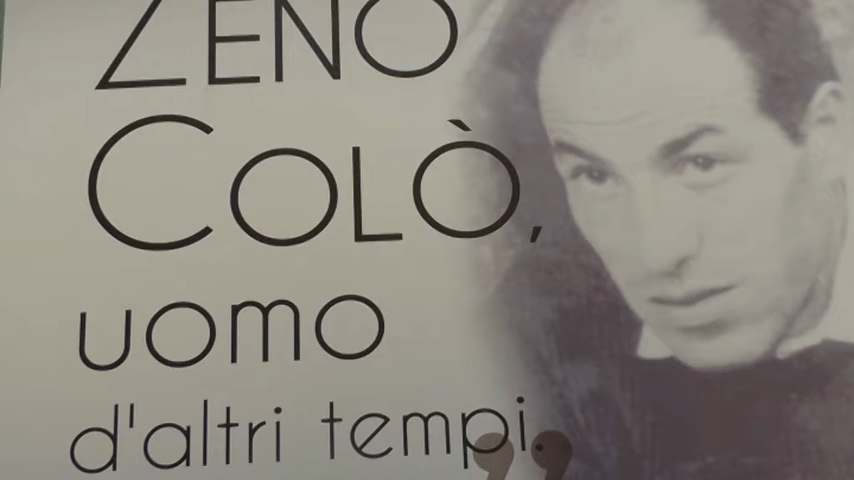 ZENO
COLÒ,
uomo
d'altri tempi.
”